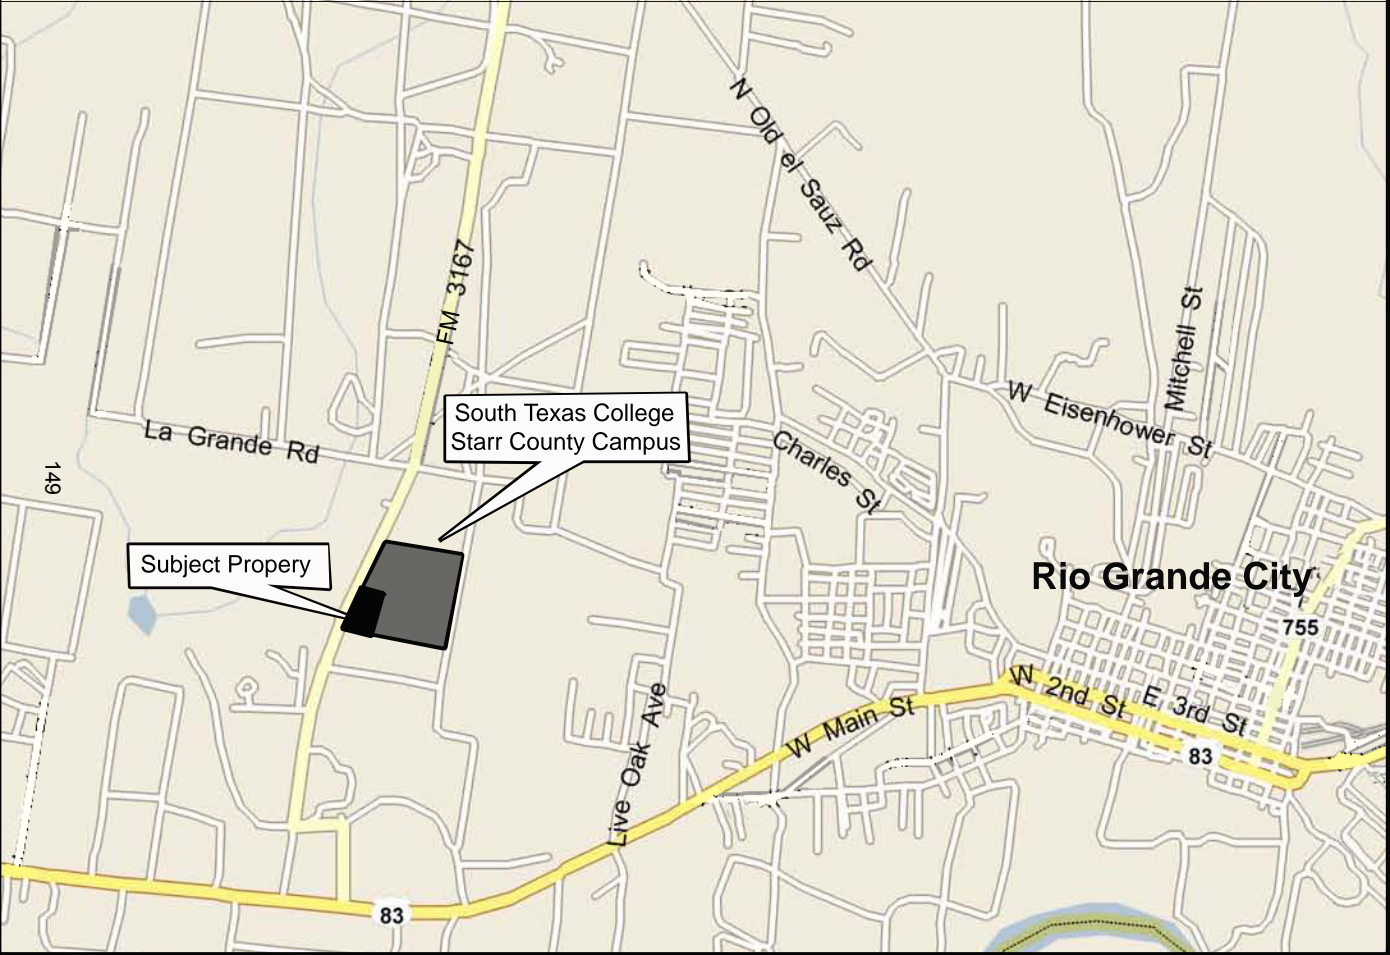 N Old el Sauz Rd
FM 3167
Mitchell St
W Eisenhower St
South Texas College
Starr County Campus
La Grande Rd
Charles St
149
Subject Propery
Rio Grande City
755
W 2nd St
E 3rd St
Live Oak Ave
W Main St
83
83